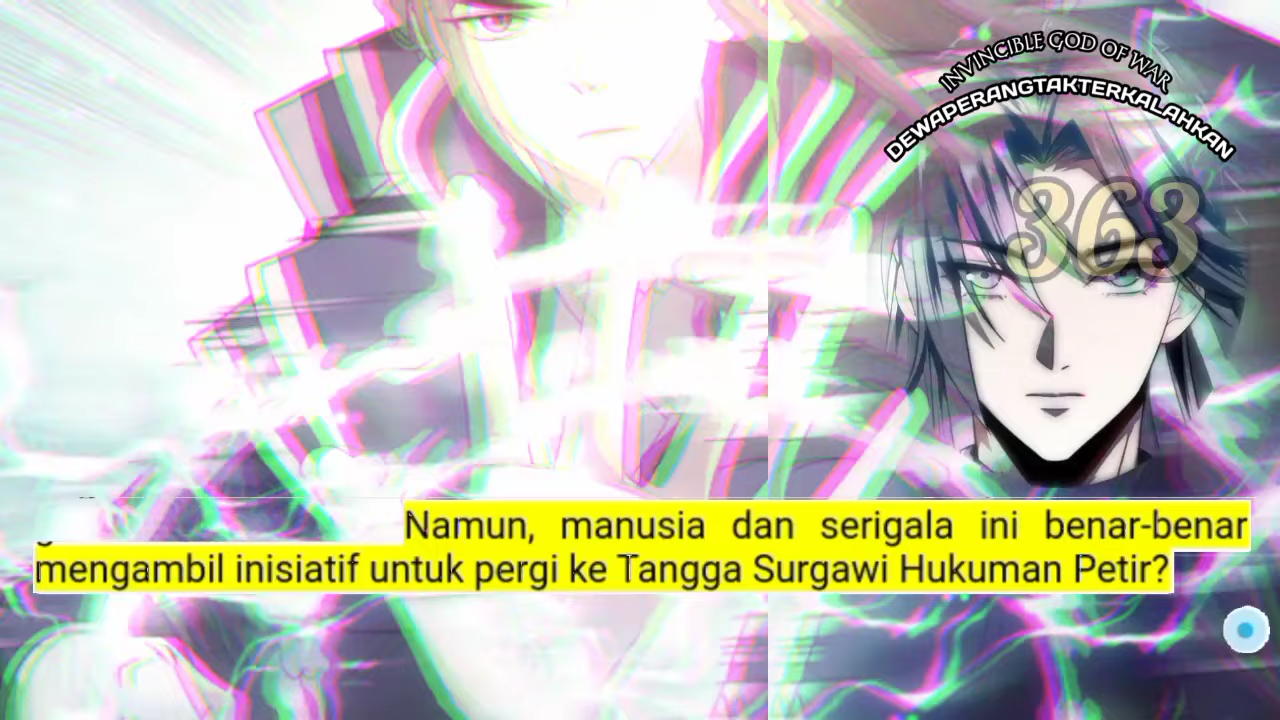 INVINCIBLE GOD OF WAR
DEWAPERANGTAKTERKALAHKAN
363
Namun, manusia dan serigala ini benar-benar
mengambil inisiatif untuk pergi ke Tangga Surgawi Hukuman Petir?